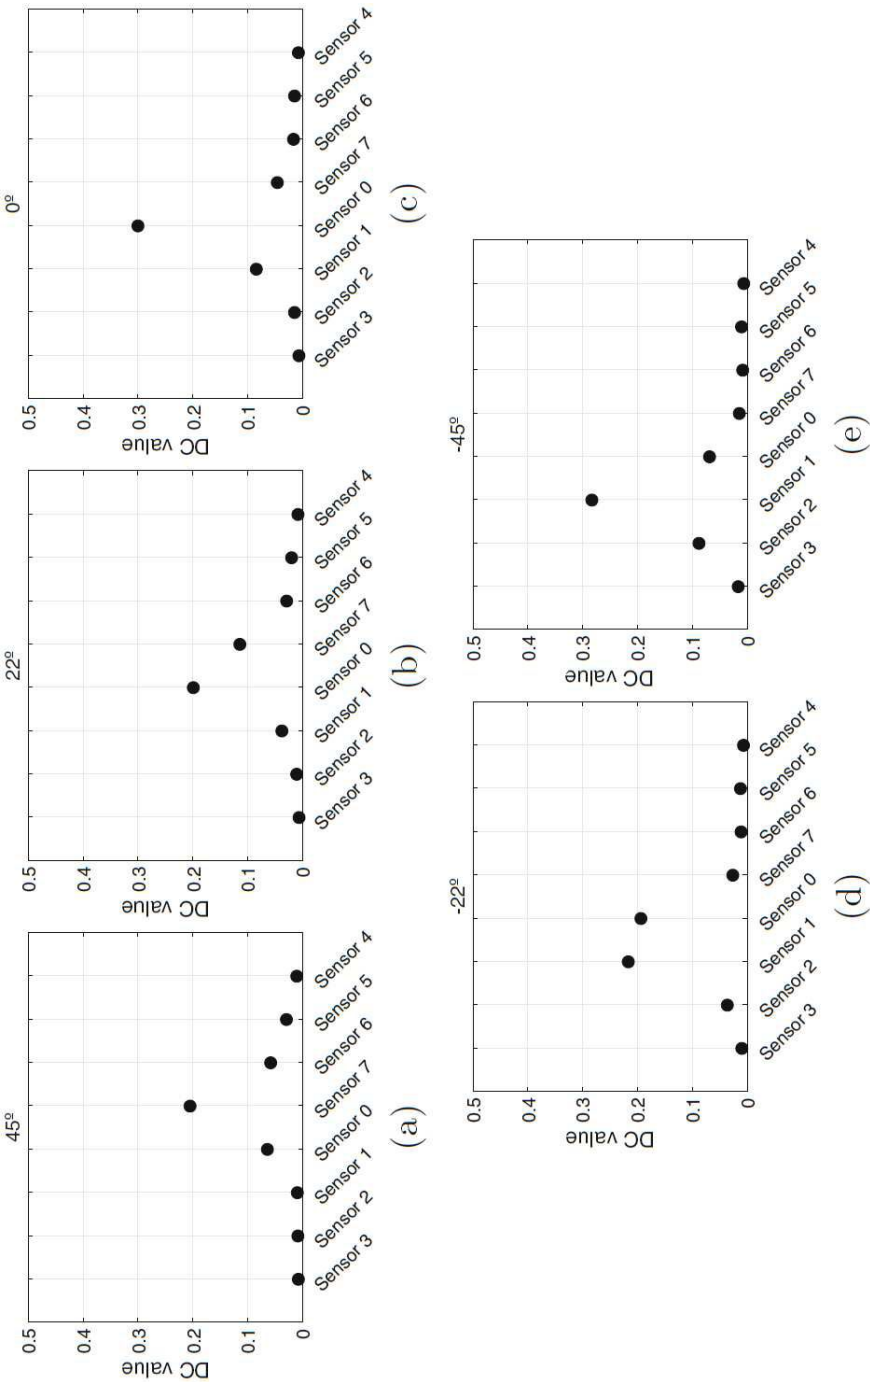 45º
0.5
0.4
0.3
0.2
0.1
0
DC value
Sensor 3
Sensor 2
Sensor 1
Sensor 0
Sensor 7
Sensor 6
Sensor 5
Sensor 4
(a)
22º
0.5
0.4
0.3
0.2
0.1
0
DC value
Sensor 3
Sensor 2
Sensor 1
Sensor 0
Sensor 7
Sensor 6
Sensor 5
Sensor 4
(b)
0º
0.5
0.4
0.3
0.2
0.1
0
DC value
Sensor 3
Sensor 2
Sensor 1
Sensor 0
Sensor 7
Sensor 6
Sensor 5
Sensor 4
(c)
-22º
0.5
0.4
0.3
0.2
0.1
0
DC value
Sensor 3
Sensor 2
Sensor 1
Sensor 0
Sensor 7
Sensor 6
Sensor 5
Sensor 4
(d)
-45º
0.5
0.4
0.3
0.2
0.1
0
DC value
Sensor 3
Sensor 2
Sensor 1
Sensor 0
Sensor 7
Sensor 6
Sensor 5
Sensor 4
(e)